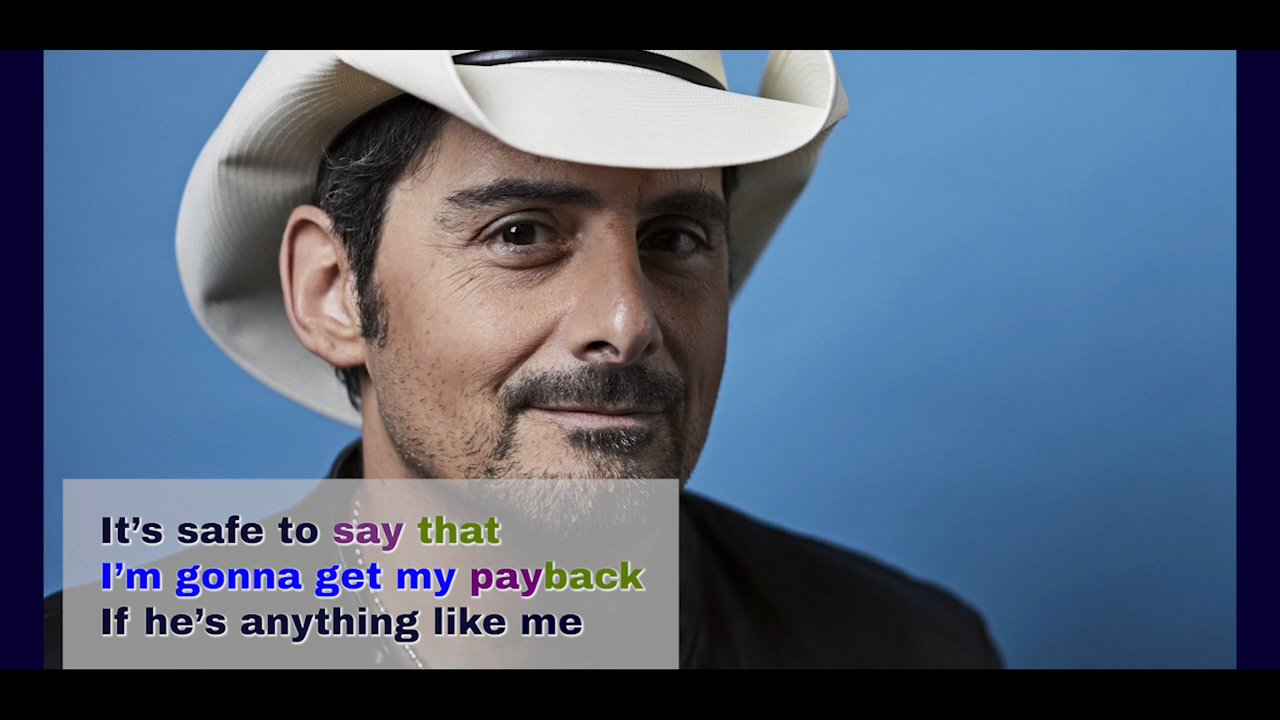 It’s safe to say that
I’m gonna get my payback
If he’s anything like me